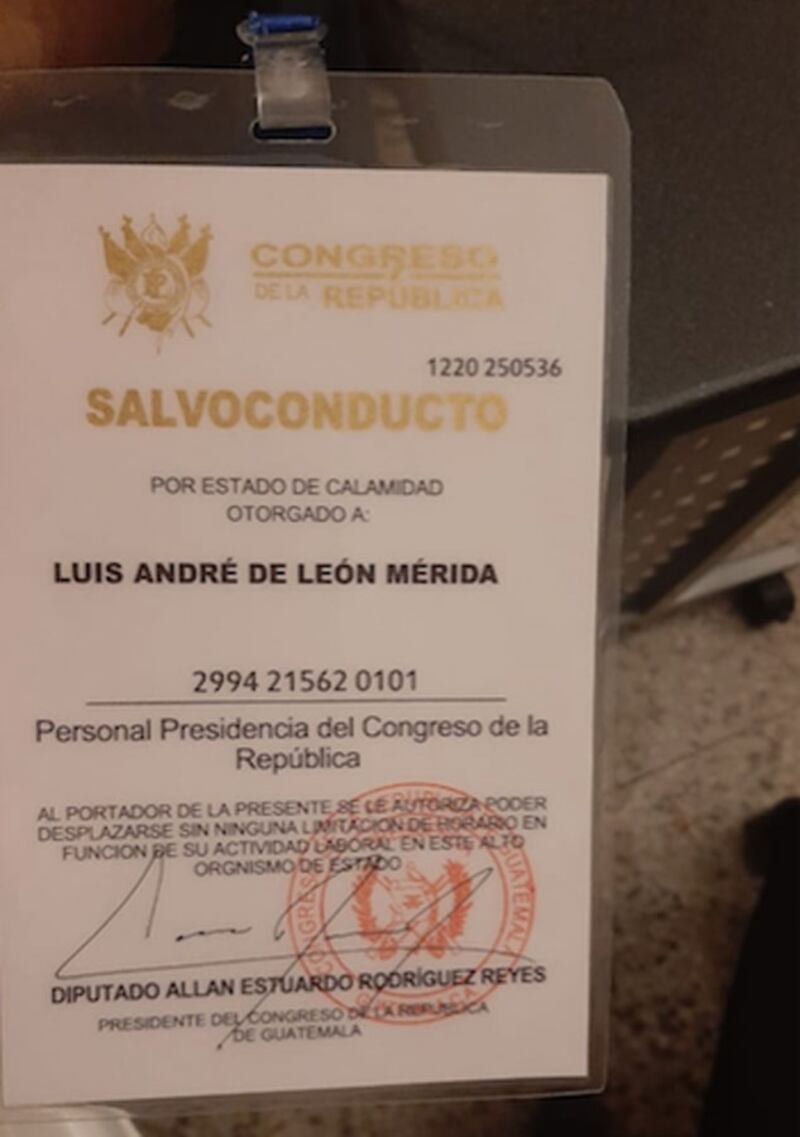 CONGRESO
DE LA REPÚBLICA
1220 250536
SALVOCONDUCTO
POR ESTADO DE CALAMIDAD
OTORGADO A:
LUIS ANDRÉ DE LEÓN MÉRIDA
2994 21562 0101
Personal Presidencia del Congreso de la
República
AL PORTADOR DE LA PRESENTE SE LE AUTORIZA PODER
DESPLAZARSE SIN NINGUNA LIMITACION DE HORARIO EN
FUNCION DE SU ACTIVIDAD LABORAL EN ESTE ALTO
ORGNISMO DE ESTADO
DIPUTADO ALLAN ESTUARDO RODRÍGUEZ REYES
PRESIDENTE DEL CONGRESO DE LA REPUBLICA
DE GUATEMALA